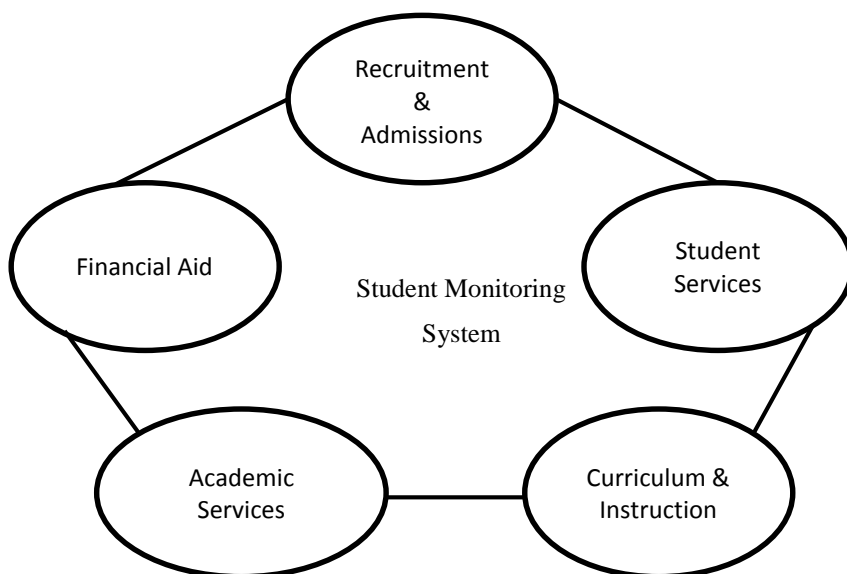 Recruitment
&
Admissions
Financial Aid
Student
Services
Student Monitoring
System
Academic
Services
Curriculum &
Instruction